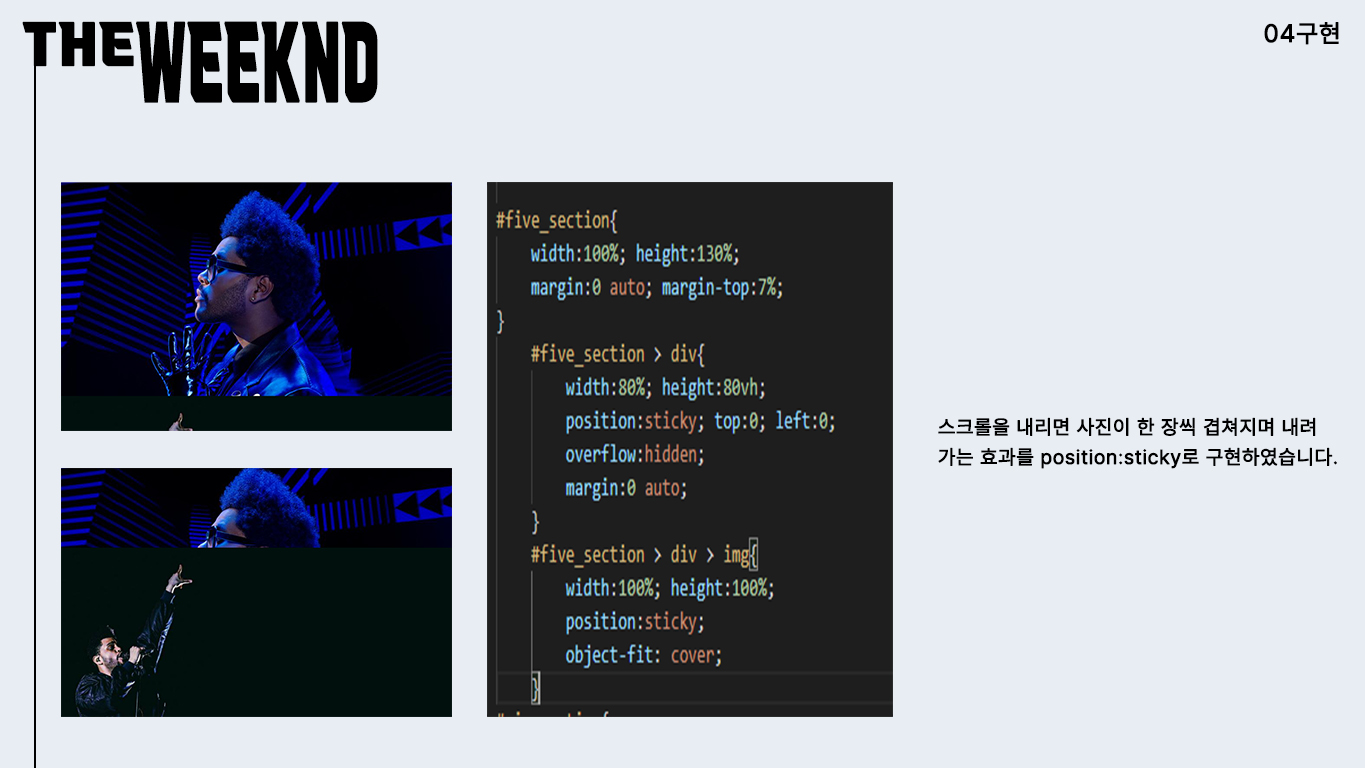 THE WEEKND
04구현
#five_section{
width:100%; height:130%;
margin:0 auto; margin-top:7%;
}
#five_section > div{
width:80%; height:80vh;
position:sticky; top:0; left:0;
overflow:hidden;
margin:0 auto;
}
#five_section > div > img{
width:100%; height:100%;
position:sticky;
object-fit: cover;
}
스크롤을 내리면 사진이 한 장씩 겹쳐지며 내려
가는 효과를 position:sticky로 구현하였습니다.